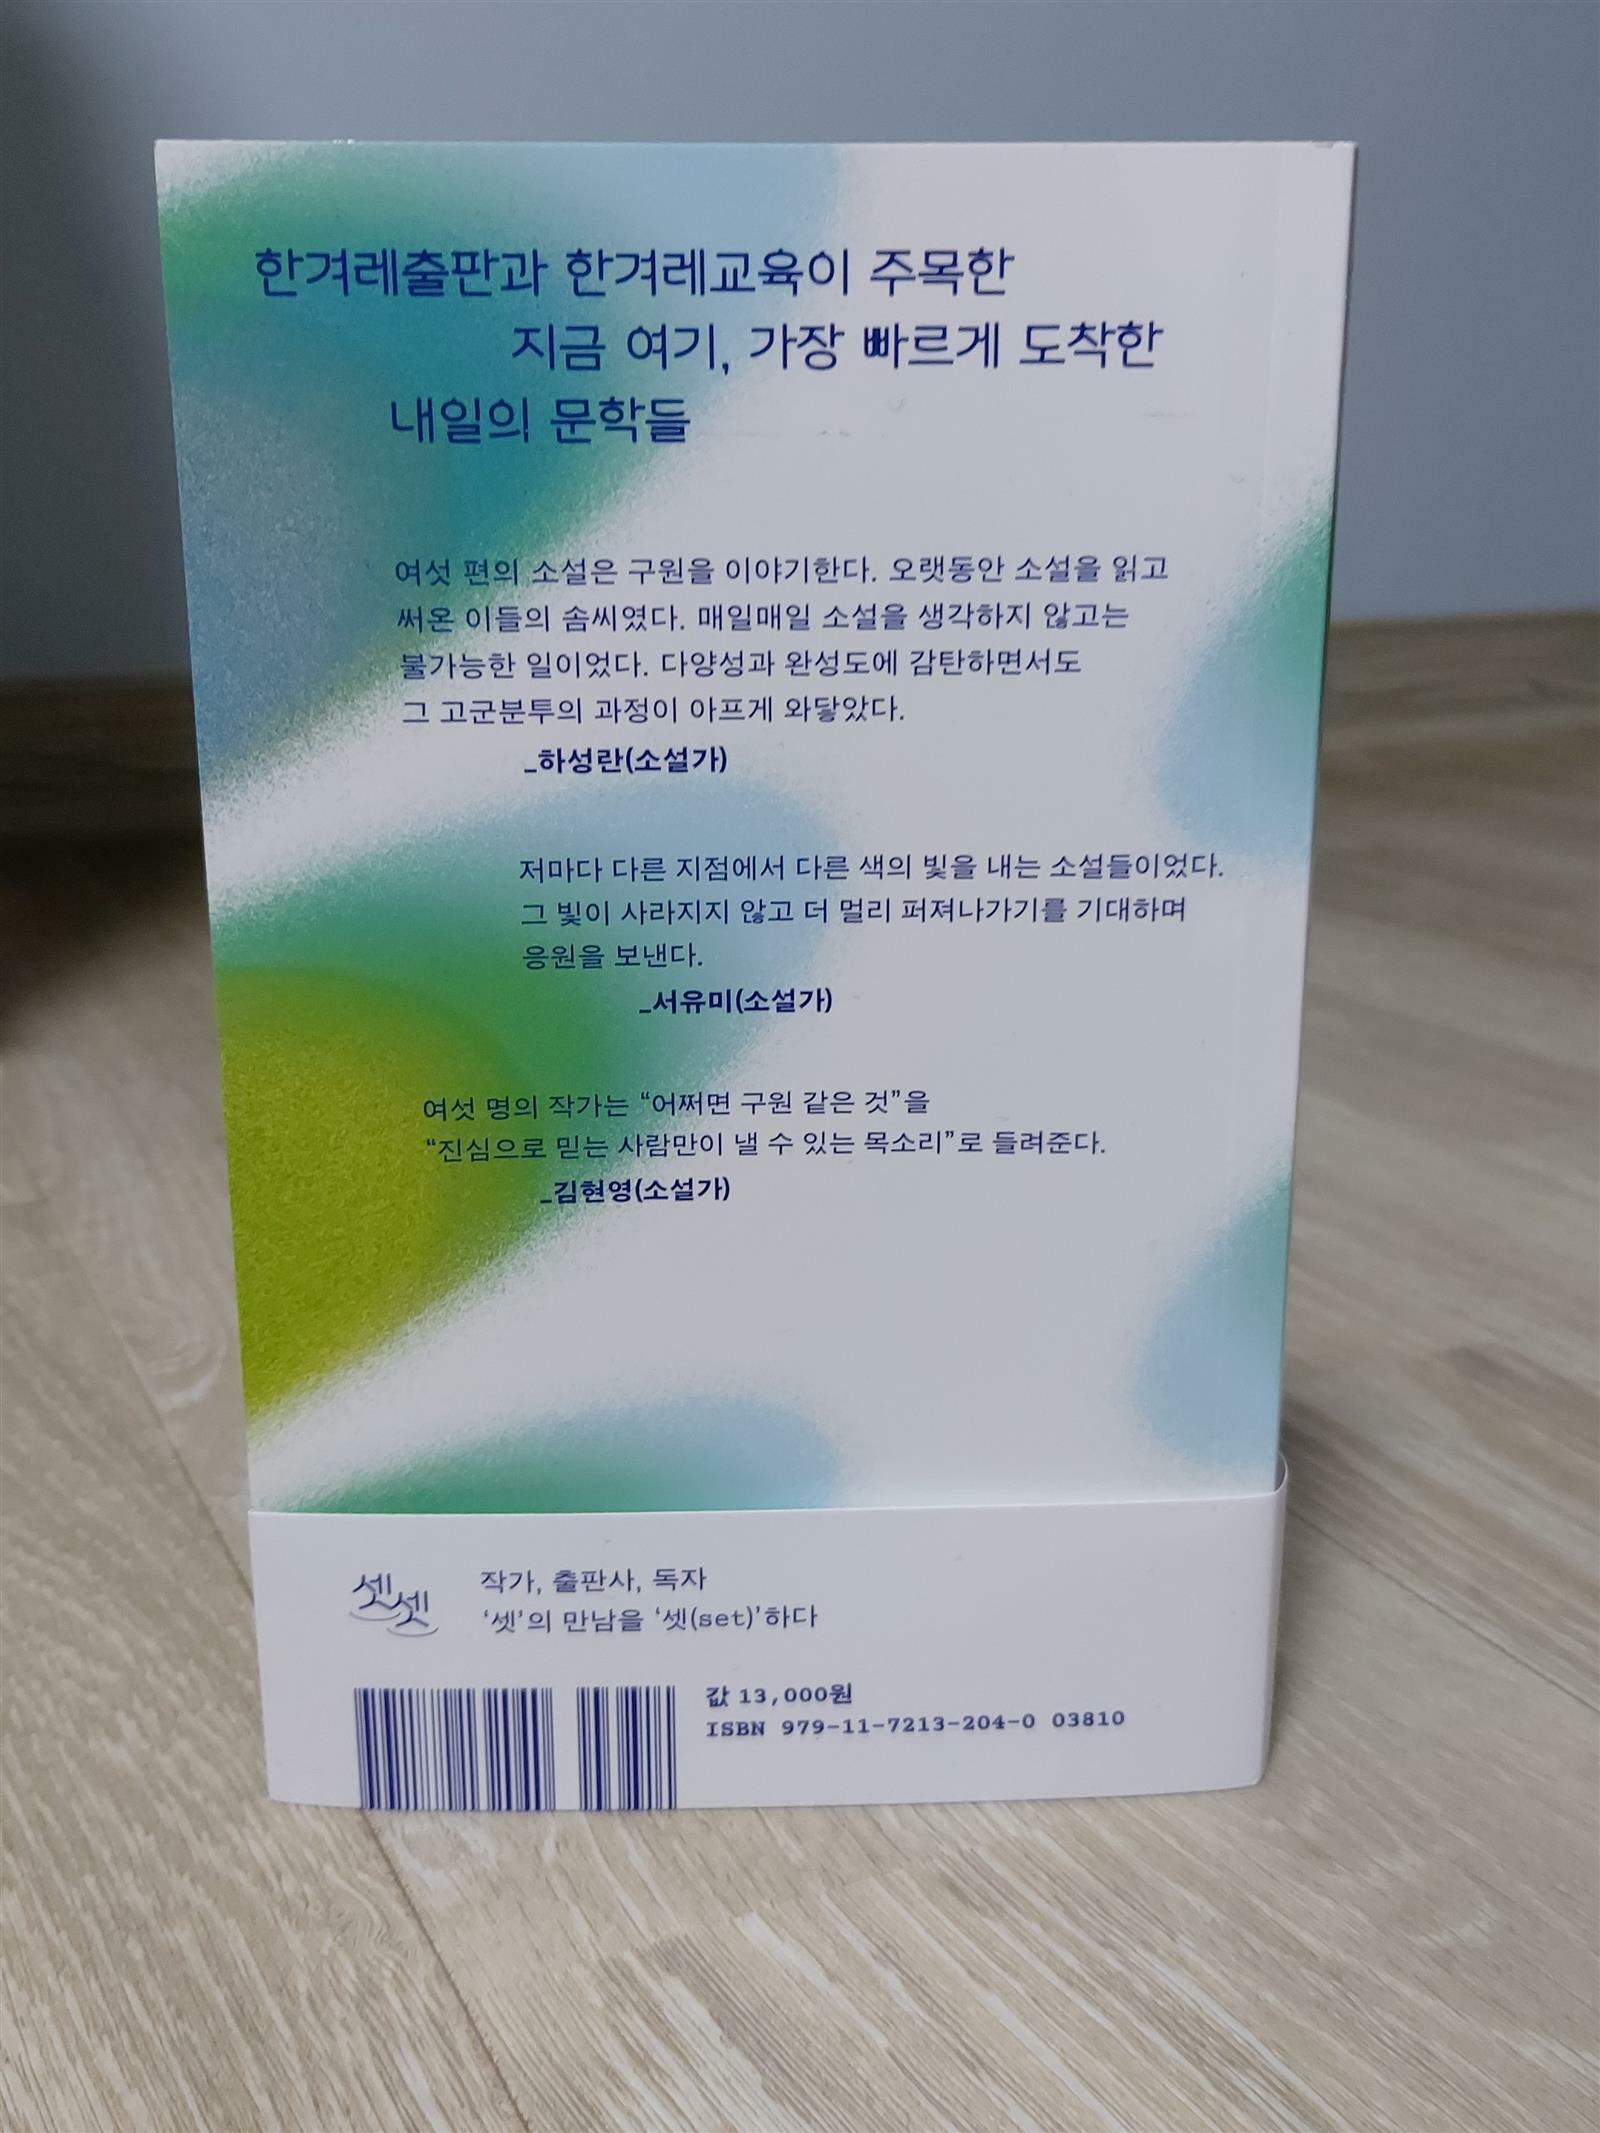 한겨레출판과 한겨레교육이 주목한
지금 여기, 가장 빠르게 도착한
내일의 문학들
여섯 편의 소설은 구원을 이야기한다. 오랫동안 소설을 읽고
써온 이들의 솜씨였다. 매일매일 소설을 생각하지 않고는
불가능한 일이었다. 다양성과 완성도에 감탄하면서도
그 고군분투의 과정이 아프게 와닿았다.
_하성란(소설가)
저마다 다른 지점에서 다른 색의 빛을 내는 소설들이었다.
그 빛이 사라지지 않고 더 멀리 퍼져나가기를 기대하며
응원을 보낸다.
_서유미(소설가)
여섯 명의 작가는 “어쩌면 구원 같은 것”을
“진심으로 믿는 사람만이 낼 수 있는 목소리”로 들려준다.
_김현영(소설가)
셋셋
작가, 출판사, 독자
‘셋’의 만남을 ‘셋(set)’하다
값 13,000원
ISBN 979-11-7213-204-0 03810